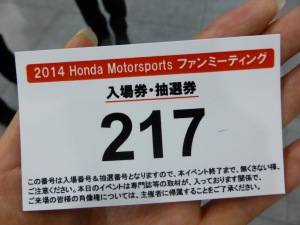 2014 Honda Motorsports ファンミーティング
入場券・抽選券
217
この番号は入場番号&抽選番号となりますので、本イベント終了まで、無くさない様、
ご注意ください。本日のイベントは専門誌等の取材が、入っております関係で、
ご来場の皆様の肖像権については、主催者に帰属することをご了承ください。